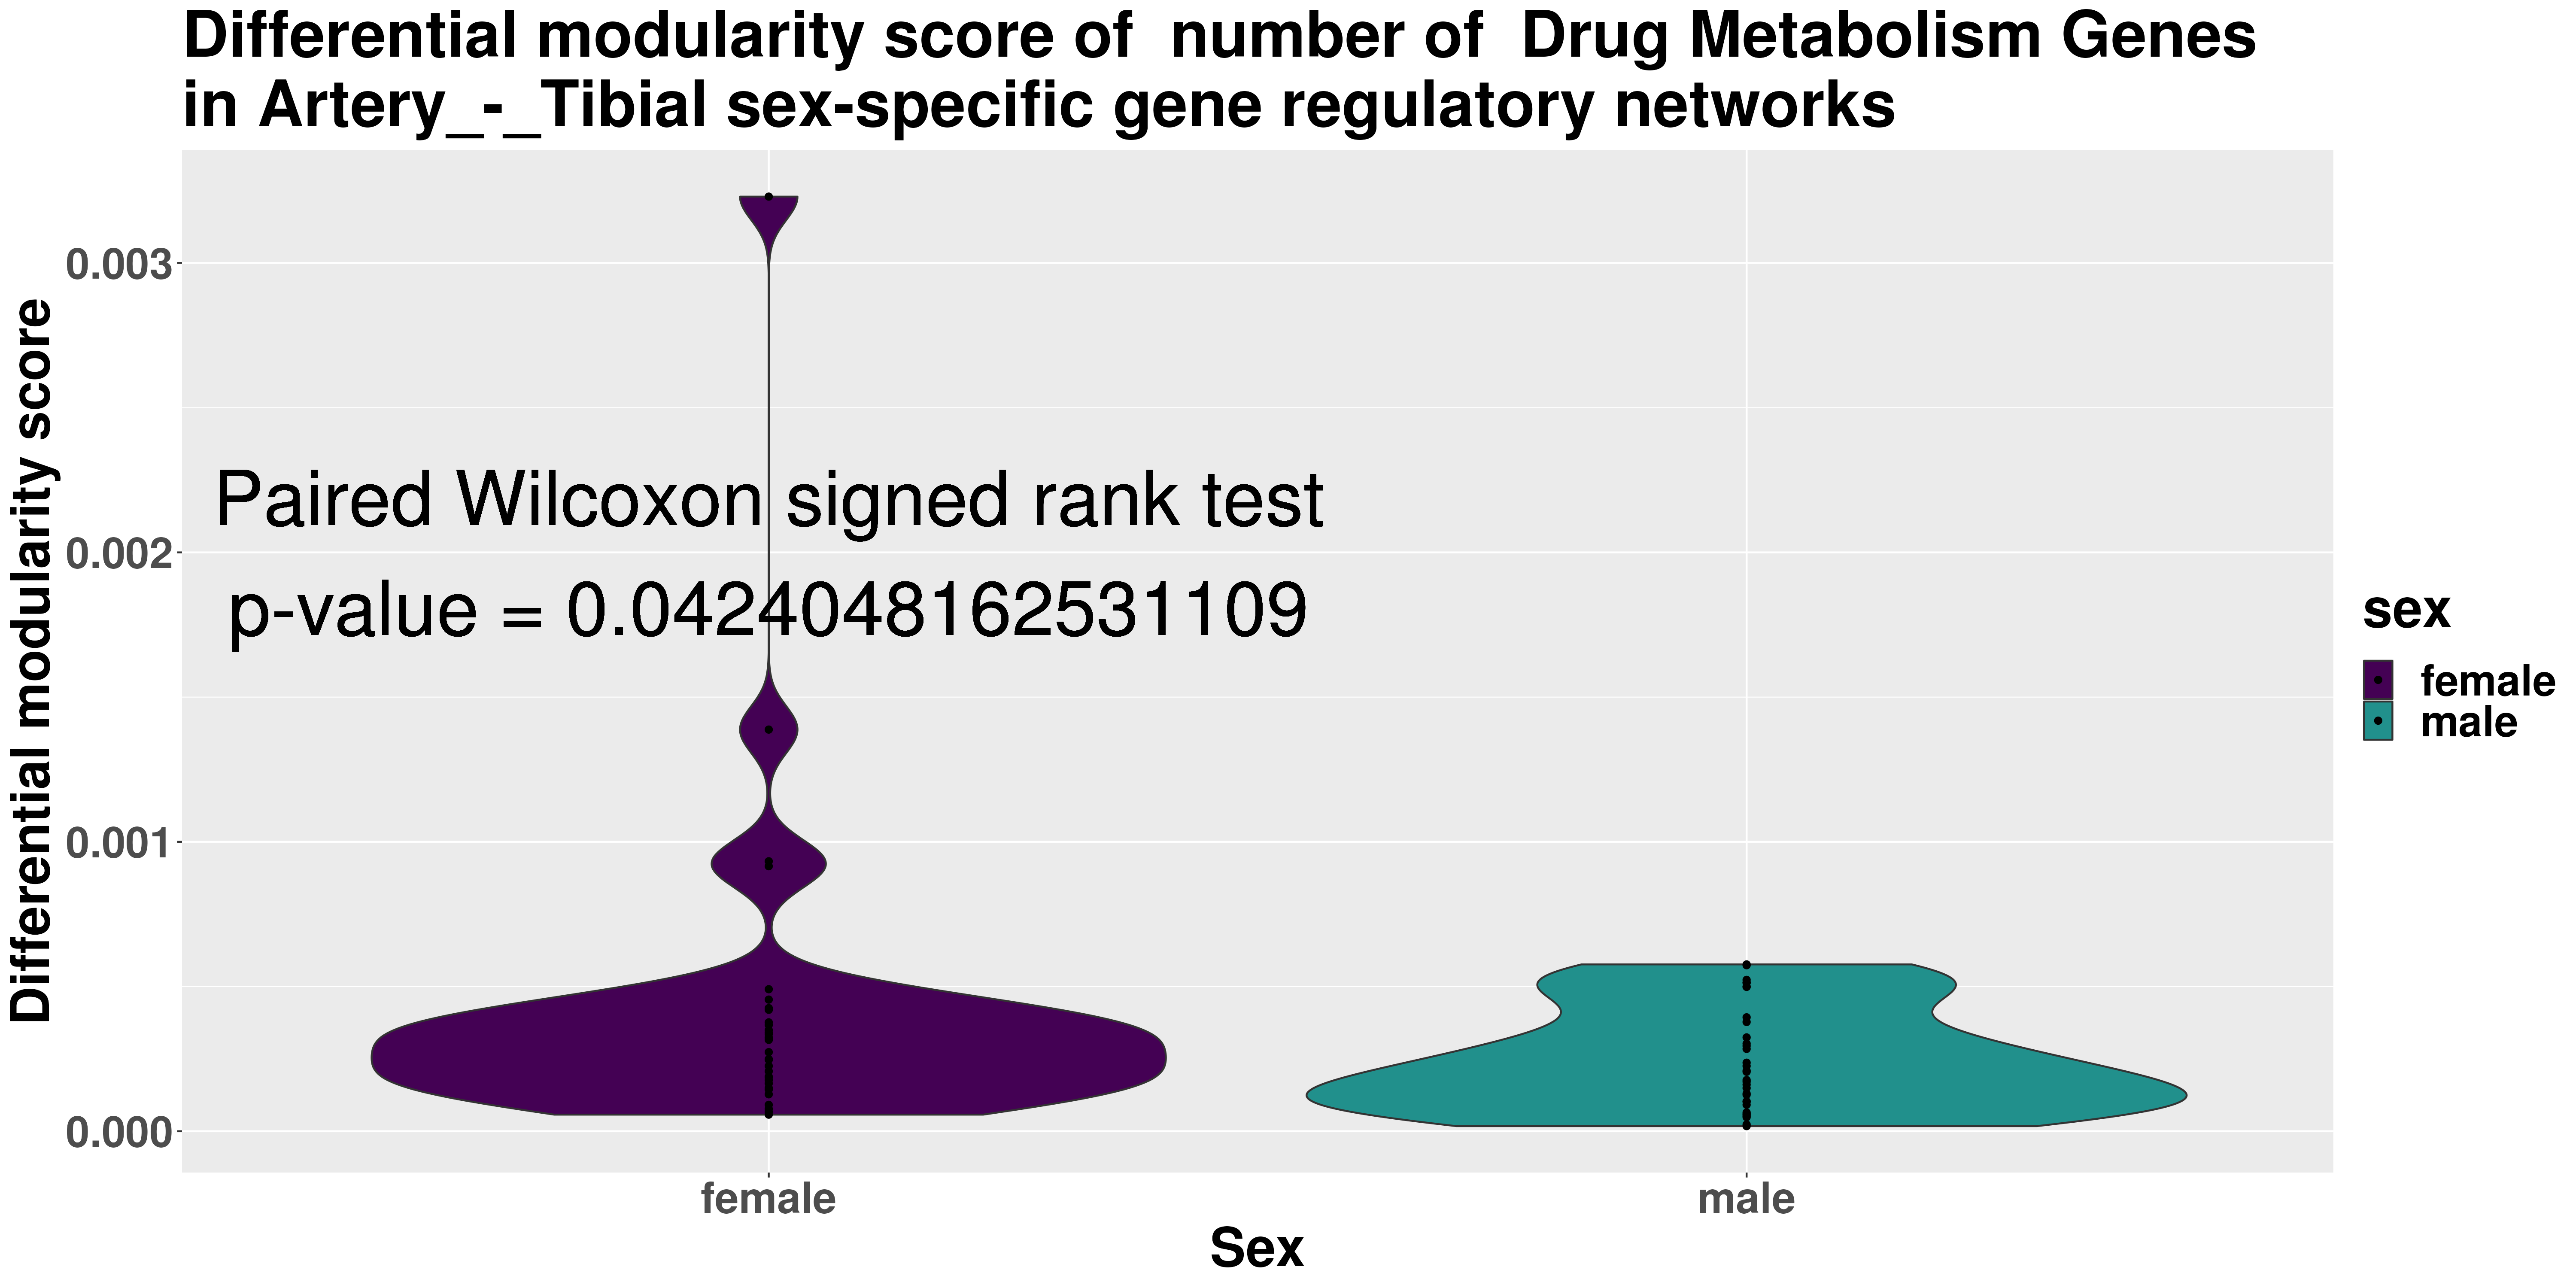 Differential modularity score of  number of  Drug Metabolism Genes
in Artery_-_Tibial sex-specific gene regulatory networks
Differential modularity score
0.003
0.002
0.001
0.000
Paired Wilcoxon signed rank test
p-value = 0.0424048162531109
female
male
Sex
sex
female
male